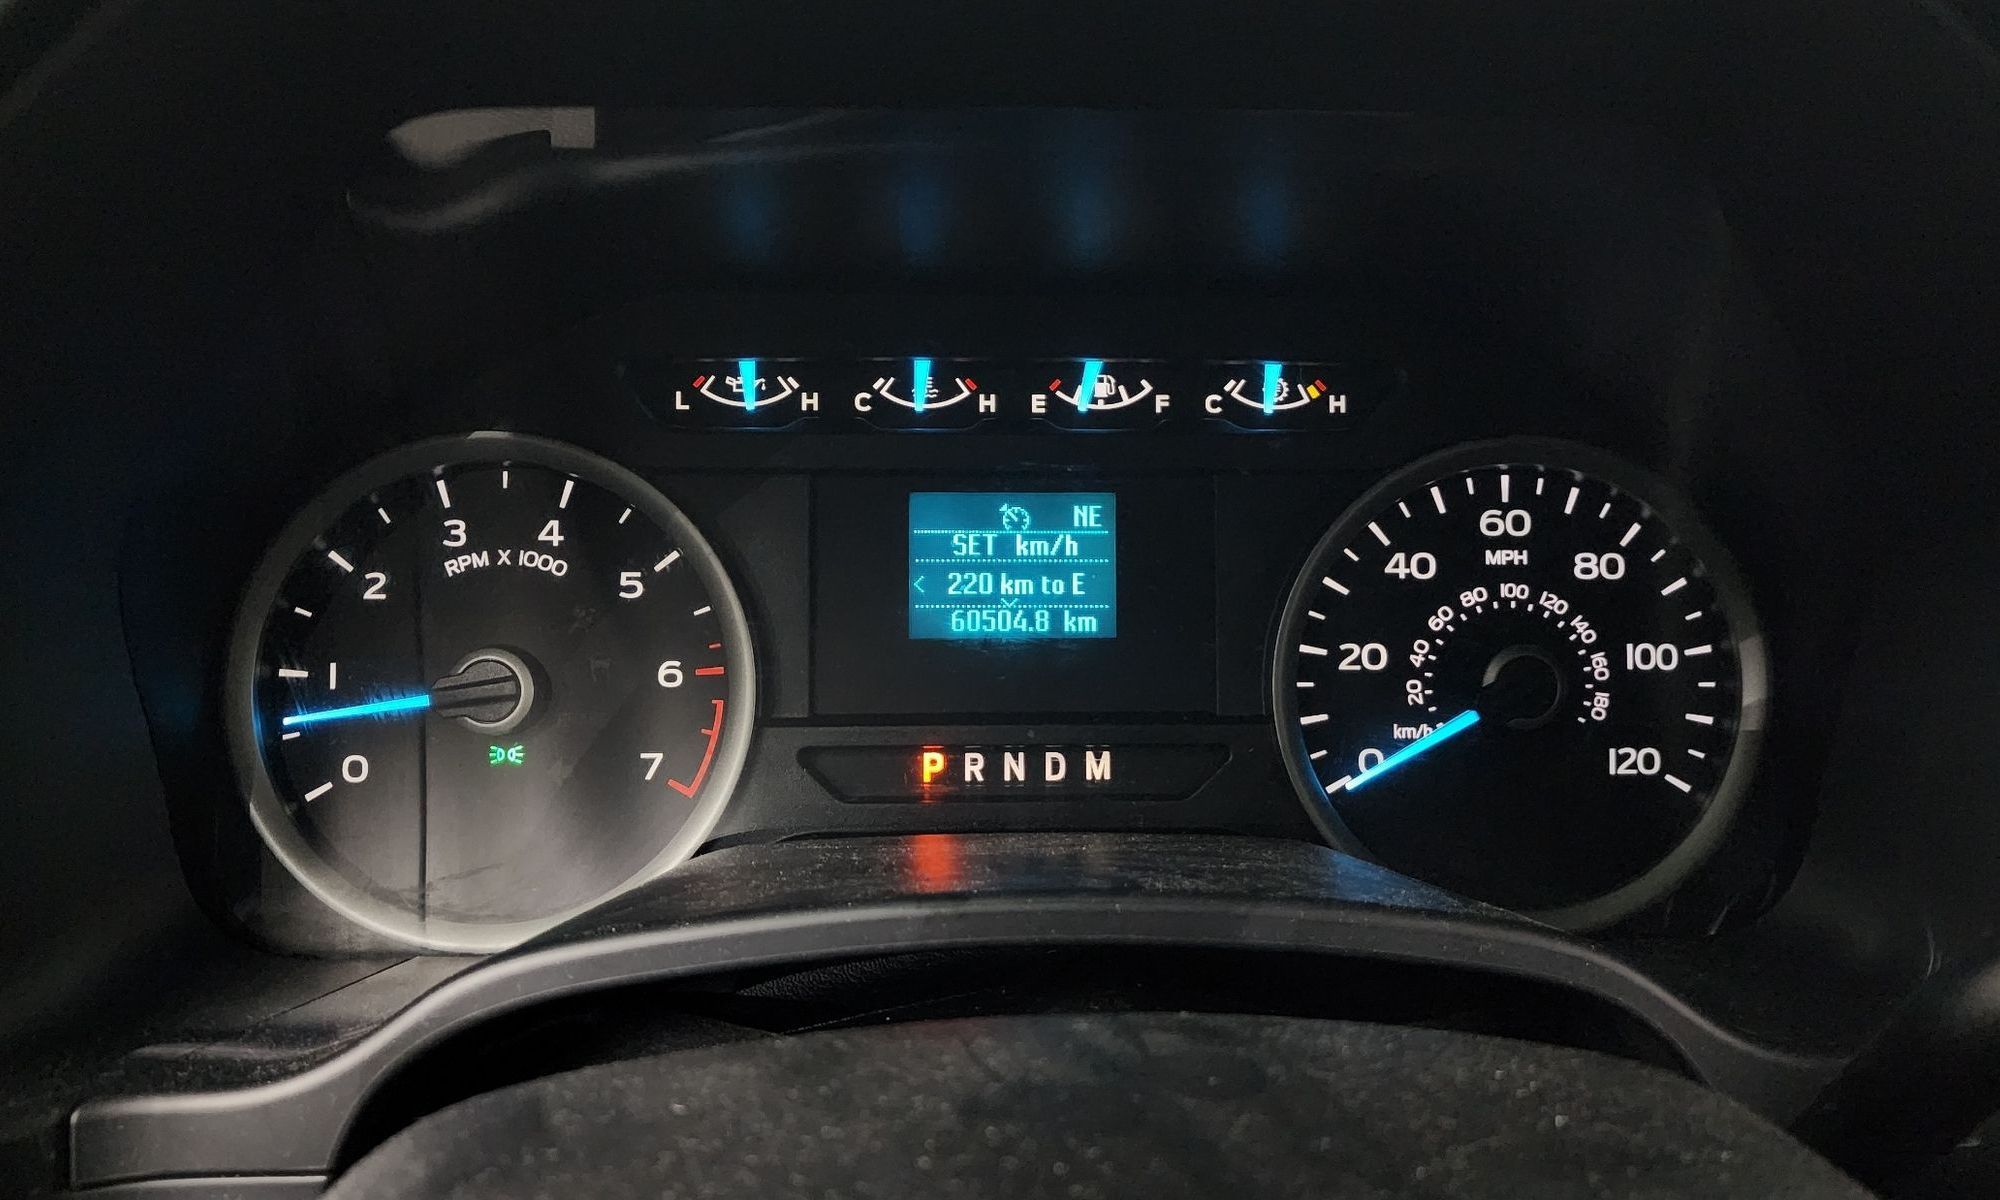 L H C H E F C H
NE
SET km/h
< 220 km to E
60504.8 km
0 1 2 3 4 5 6 7
RPM X 1000
P R N D M
0 20 40 60 80 100 120
MPH
20 40 60 80 100 120 140 160 180
km/h